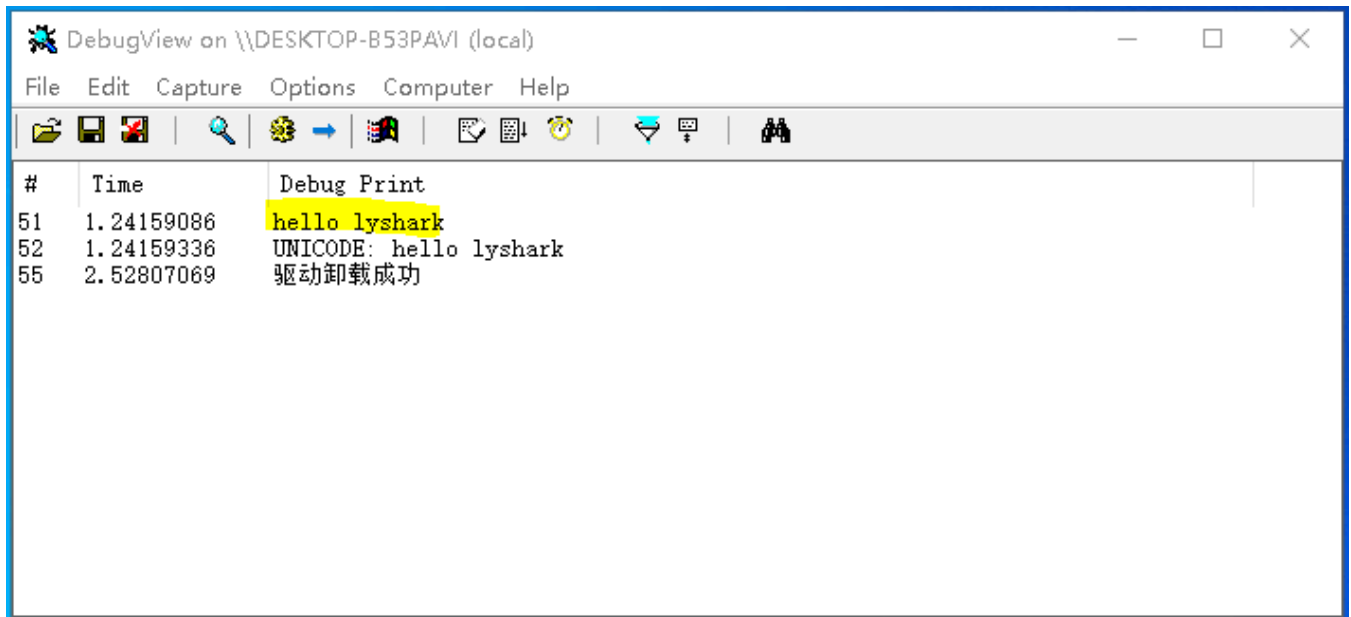 DebugView on \\DESKTOP-B53PAVI (local)
File Edit Capture Options Computer Help
# Time Debug Print
51 1.24159086 hello lyshark
52 1.24159336 UNICODE: hello lyshark
55 2.52807069 驱动卸载成功